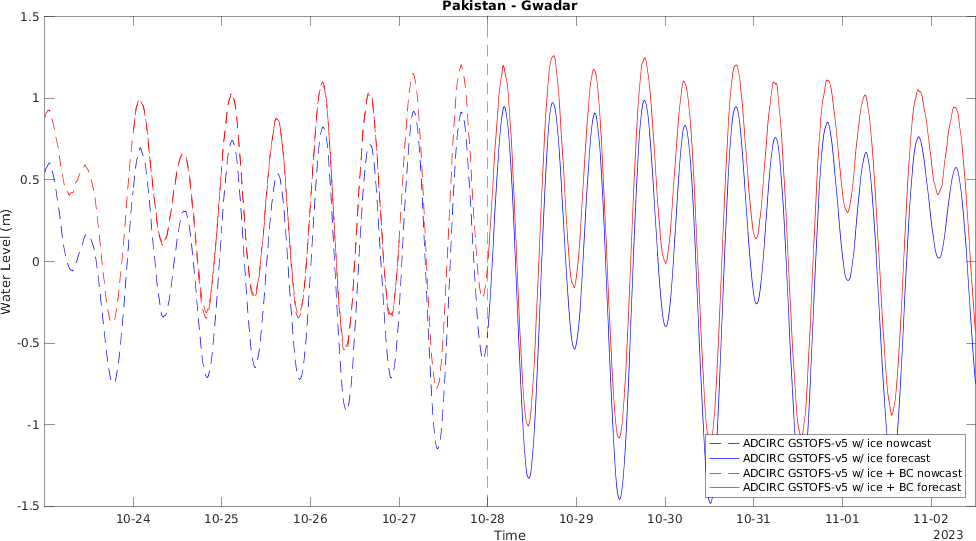 Pakistan - Gwadar
1.5
1
0.5
0
-0.5
-1
-1.5
Water Level (m)
ADCIRC GSTOFS-v5 w/ ice nowcast
ADCIRC GSTOFS-v5 w/ ice forecast
ADCIRC GSTOFS-v5 w/ ice + BC nowcast
ADCIRC GSTOFS-v5 w/ ice + BC forecast
10-24 10-25 10-26 10-27 10-28 10-29 10-30 10-31 11-01 11-02
Time
2023